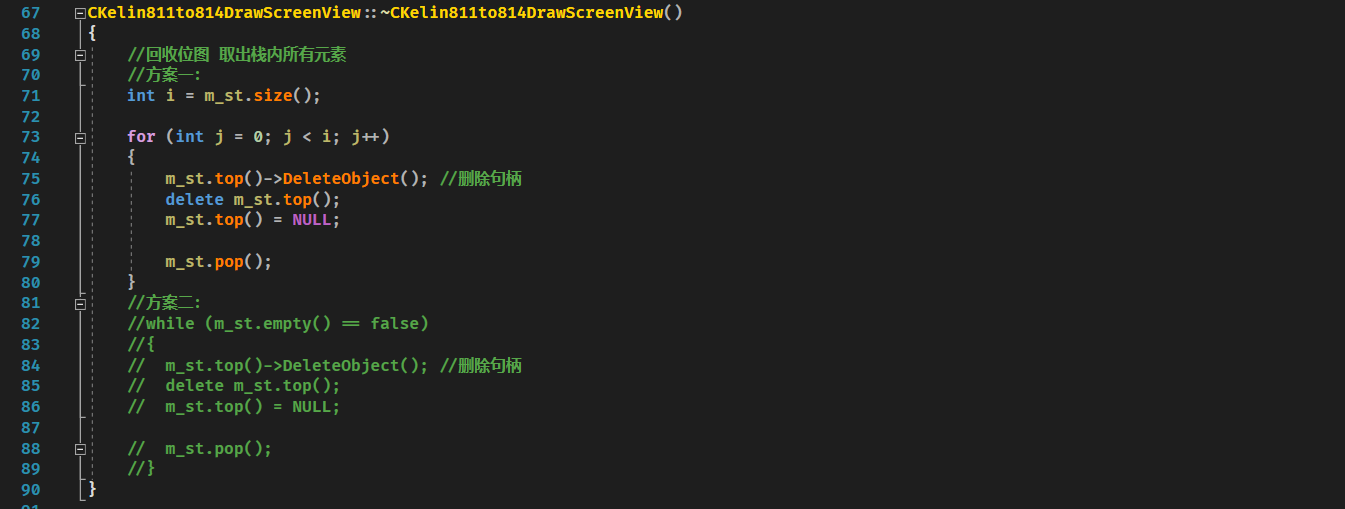 67 CKelin811to814DrawScreenView::~CKelin811to814DrawScreenView()
68 {
69 //回收位图 取出栈内所有元素
70 //方案一:
71 int i = m_st.size();
72
73 for (int j = 0; j < i; j++)
74 {
75 m_st.top()->DeleteObject(); //删除句柄
76 delete m_st.top();
77 m_st.top() = NULL;
78
79 m_st.pop();
80 }
81 //方案二:
82 //while (m_st.empty() == false)
83 //{
84 // m_st.top()->DeleteObject(); //删除句柄
85 // delete m_st.top();
86 // m_st.top() = NULL;
87
88 // m_st.pop();
89 //}
90 }